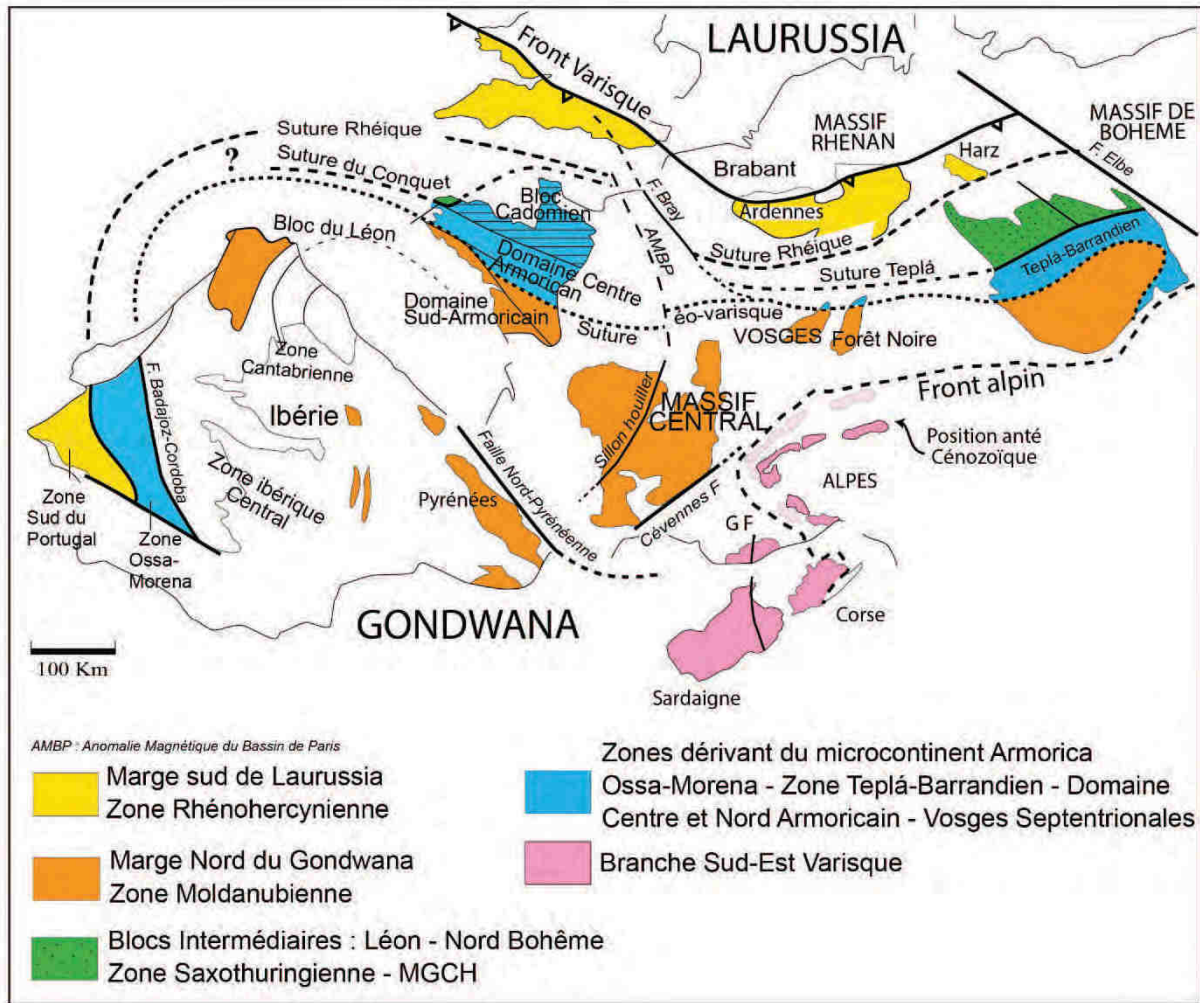 LAURUSSIA
Front Varisque
MASSIF DE
BOHEME
MASSIF
RHENAN
Harz
F. Elbe
Suture Rhéique
?
Suture du Conquet
Brabant
Ardennes
F. Bray
Bloc
Cadomien
Suture Rhéique
Bloc du Léon
AMBP
Suture Teplá
Teplá-Barrandien
Domaine Centre
Armorican
Domaine
Sud-Armoricain
Suture
éo-varisque
VOSGES
Forêt Noire
Zone
Cantabrienne
MASSIF
CENTRAL
Front alpin
F. Badajoz-Cordoba
Ibérie
Sillon houiller
Position anté
Cénozoïque
Zone ibérique
Central
Faille Nord-Pyrénéenne
Pyrénées
ALPES
Cévennes F
Zone
Sud du
Portugal
Zone
Ossa-
Morena
G F
GONDWANA
Corse
100 Km
Sardaigne
AMBP : Anomalie Magnétique du Bassin de Paris
Marge sud de Laurussia
Zone Rhénohercynienne
Marge Nord du Gondwana
Zone Moldanubienne
Blocs Intermédiaires : Léon - Nord Bohême
Zone Saxothuringienne - MGCH
Zones dérivant du microcontinent Armorica
Ossa-Morena - Zone Teplá-Barrandien - Domaine
Centre et Nord Armoricain - Vosges Septentrionales
Branche Sud-Est Varisque